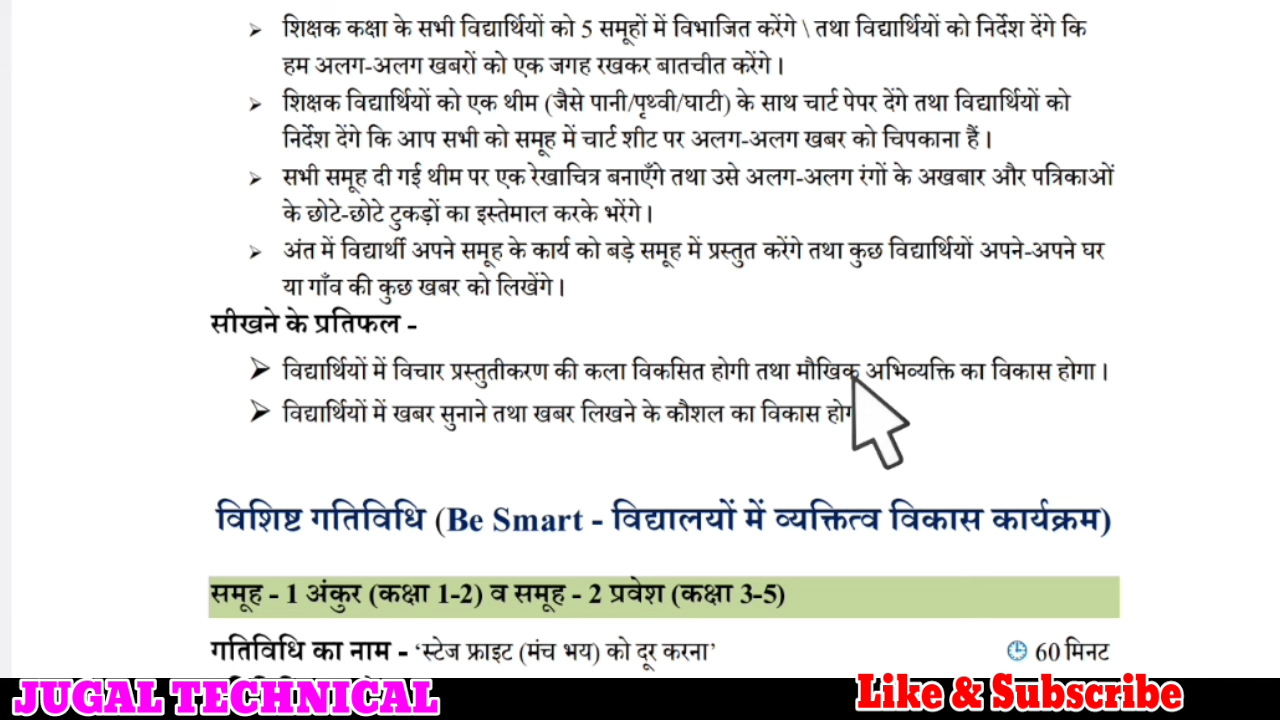 ➢ शिक्षक कक्षा के सभी विद्यार्थियों को 5 समूहों में विभाजित करेंगे \ तथा विद्यार्थियों को निर्देश देंगे कि
हम अलग-अलग खबरों को एक जगह रखकर बातचीत करेंगे।
➢ शिक्षक विद्यार्थियों को एक थीम (जैसे पानी/पृथ्वी/घाटी) के साथ चार्ट पेपर देंगे तथा विद्यार्थियों को
निर्देश देंगे कि आप सभी को समूह में चार्ट शीट पर अलग-अलग खबर को चिपकाना हैं।
➢ सभी समूह दी गई थीम पर एक रेखाचित्र बनाएँगे तथा उसे अलग-अलग रंगों के अखबार और पत्रिकाओं
के छोटे-छोटे टुकड़ों का इस्तेमाल करके भरेंगे।
➢ अंत में विद्यार्थी अपने समूह के कार्य को बड़े समूह में प्रस्तुत करेंगे तथा कुछ विद्यार्थियों अपने-अपने घर
या गाँव की कुछ खबर को लिखेंगे।
सीखने के प्रतिफल -
➢ विद्यार्थियों में विचार प्रस्तुतीकरण की कला विकसित होगी तथा मौखिक अभिव्यक्ति का विकास होगा।
➢ विद्यार्थियों में खबर सुनाने तथा खबर लिखने के कौशल का विकास
विशिष्ट गतिविधि (Be Smart - विद्यालयों में व्यक्तित्व विकास कार्यक्रम)
समूह - 1 अंकुर (कक्षा 1-2) व समूह - 2 प्रवेश (कक्षा 3-5)
गतिविधि का नाम - ‘स्टेज फ्राइट (मंच भय) को दूर करना’ 60 मिनट
JUGAL TECHNICAL Like & Subscribe